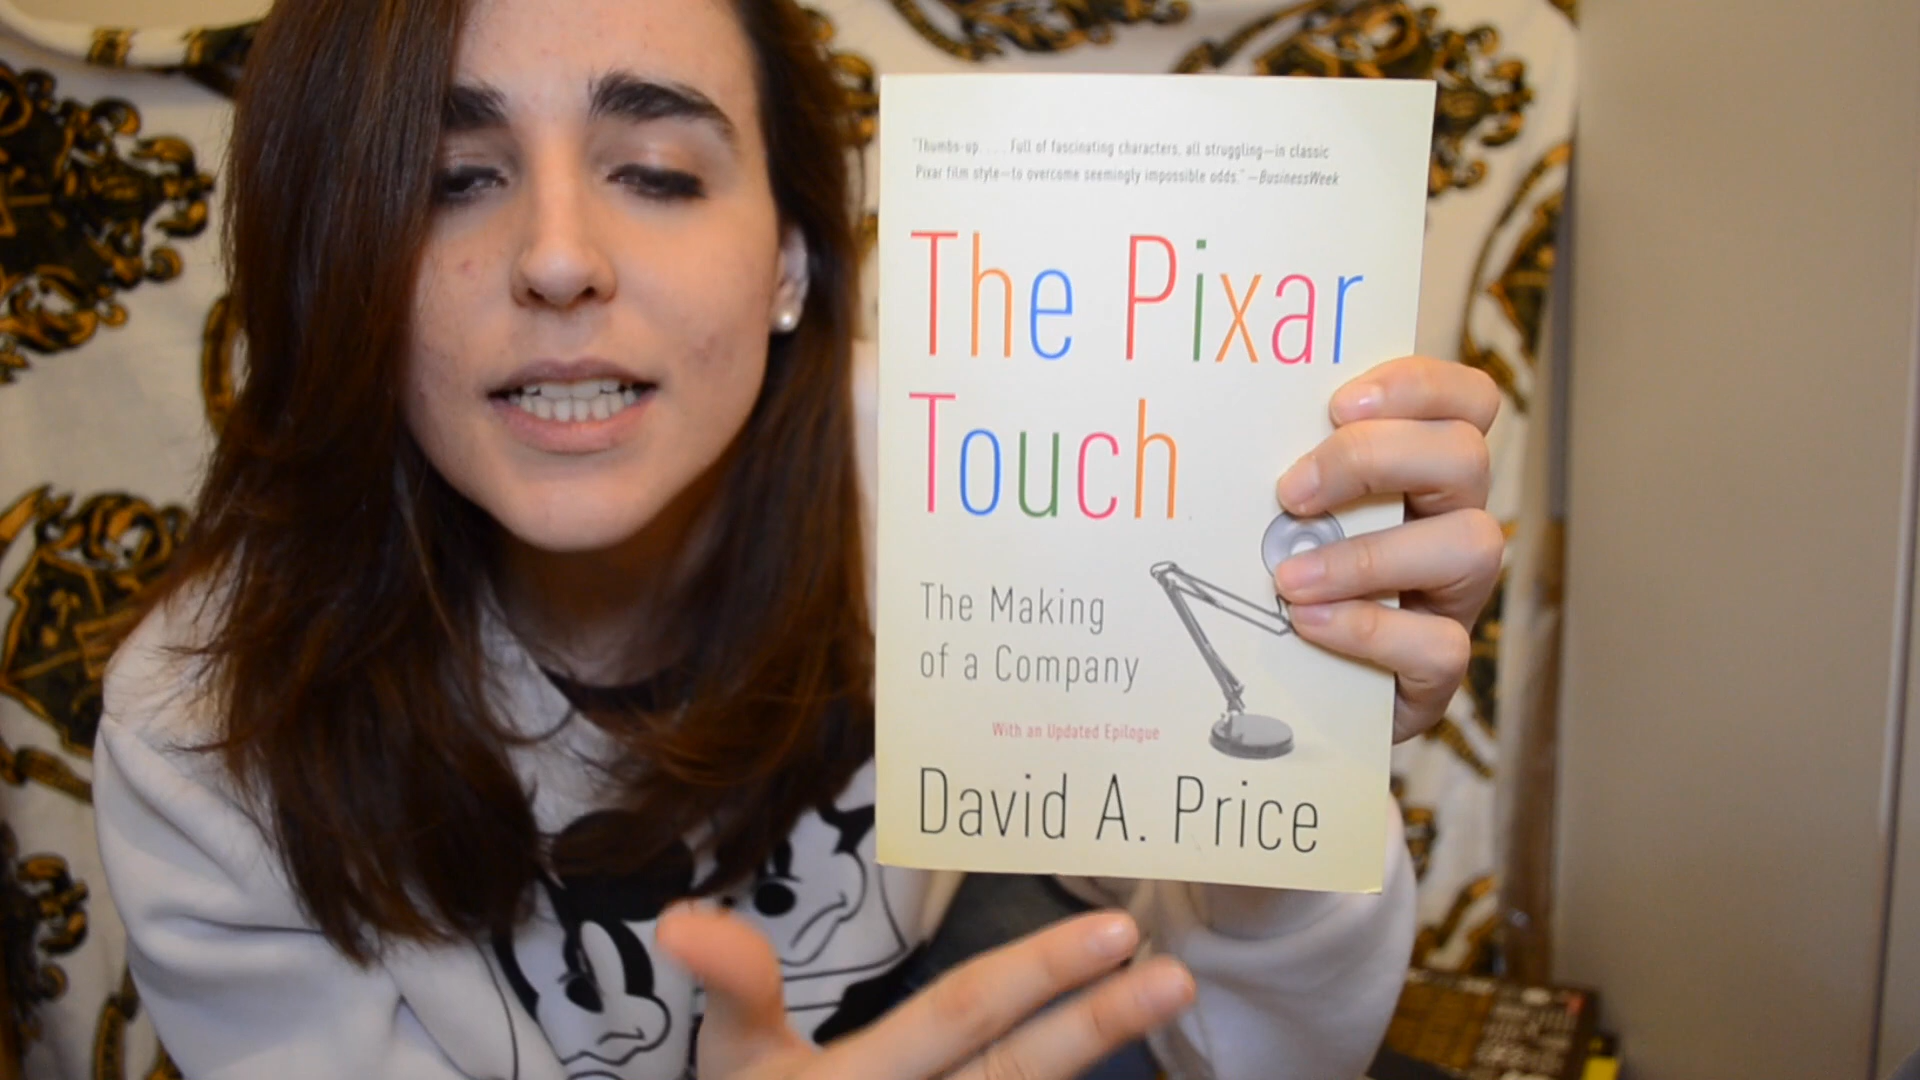 "Thumbs-up. . . . Full of fascinating characters, all struggling—in classic
Pixar film style—to overcome seemingly impossible odds." —BusinessWeek
The Pixar
Touch
The Making
of a Company
With an Updated Epilogue
David A. Price